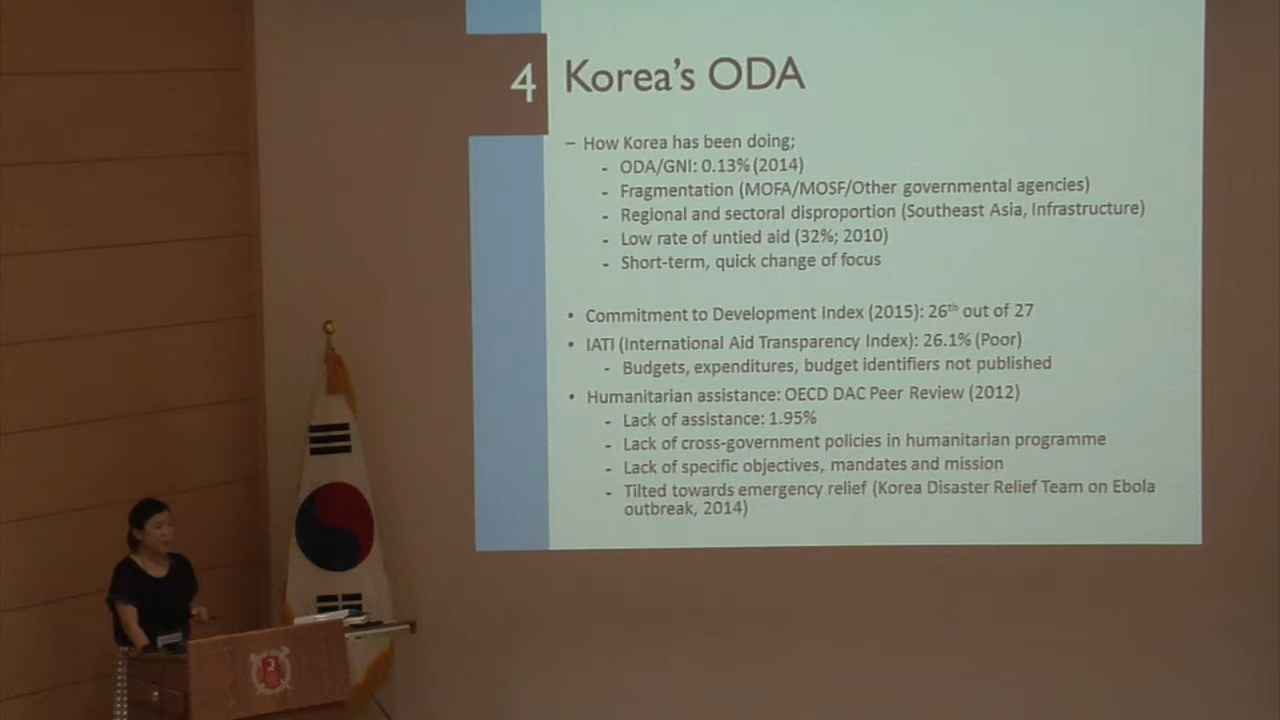 4 Korea's ODA
– How Korea has been doing;
- ODA/GNI: 0.13% (2014)
- Fragmentation (MOFA/MOSF/Other governmental agencies)
- Regional and sectoral disproportion (Southeast Asia, Infrastructure)
- Low rate of untied aid (32%; 2010)
- Short-term, quick change of focus
• Commitment to Development Index (2015): 26th out of 27
• IATI (International Aid Transparency Index): 26.1% (Poor)
- Budgets, expenditures, budget identifiers not published
• Humanitarian assistance: OECD DAC Peer Review (2012)
- Lack of assistance: 1.95%
- Lack of cross-government policies in humanitarian programme
- Lack of specific objectives, mandates and mission
- Tilted towards emergency relief (Korea Disaster Relief Team on Ebola
outbreak, 2014)